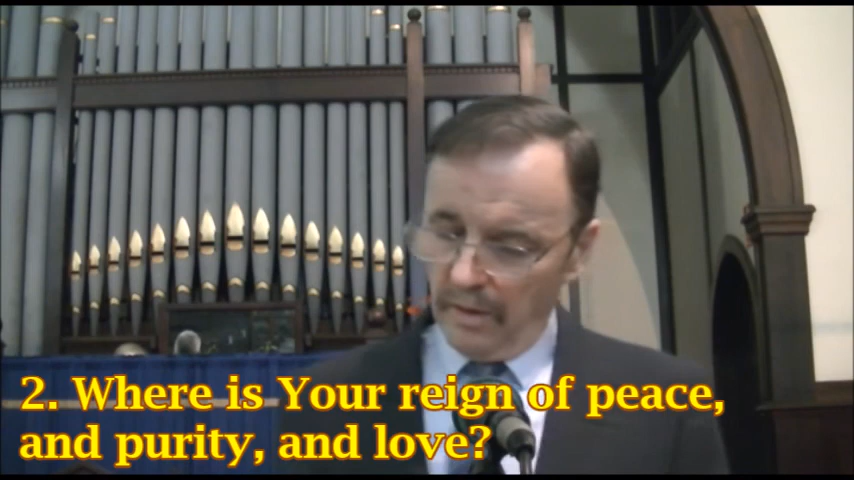 2. Where is Your reign of peace,
and purity, and love?